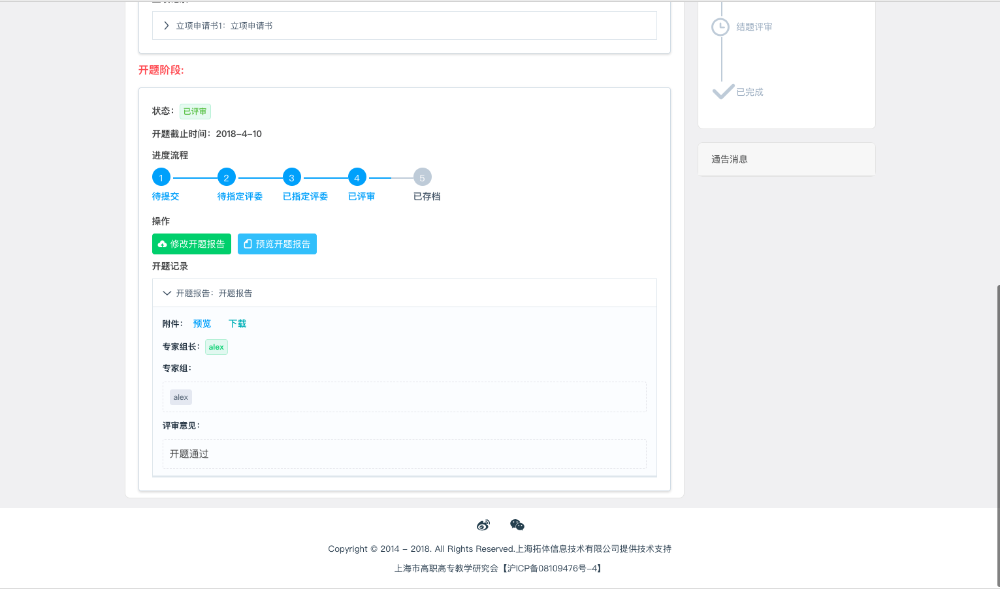 立项申请书1：立项申请书
开题阶段:
状态： 已评审
开题截止时间：2018-4-10
进度流程
1 2 3 4 5
待提交 待指定评委 已指定评委 已评审 已存档
操作
修改开题报告 预览开题报告
开题记录
开题报告：开题报告
附件： 预览 下载
专家组长： alex
专家组：
alex
评审意见：
开题通过
结题评审
已完成
通告消息
Copyright © 2014 - 2018. All Rights Reserved.上海拓体信息技术有限公司提供技术支持
上海市高职高专教学研究会【沪ICP备08109476号-4】